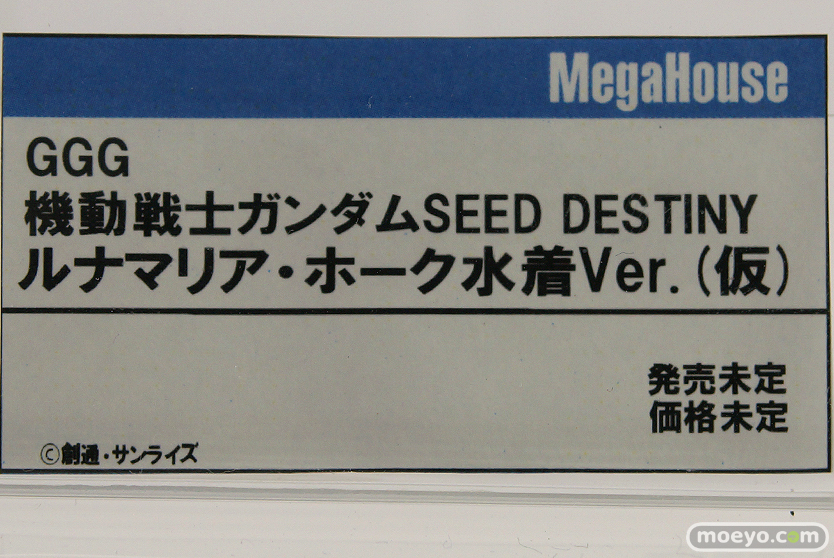 MegaHouse
GGG
機動戦士ガンダムSEED DESTINY
ルナマリア・ホーク水着Ver.(仮)
発売未定
価格未定
©創通・サンライズ
moeyo.com